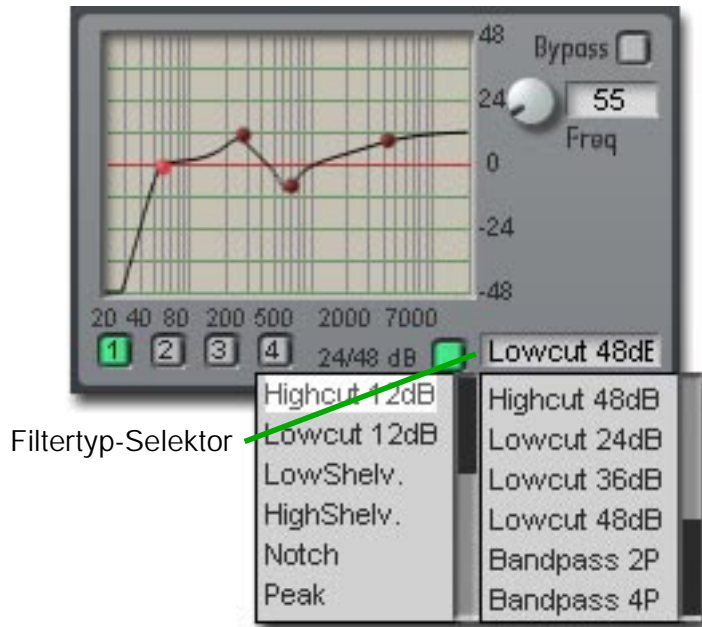 48
Bypass
24
55
Freq
0
-24
-48
20 40 80 200 500 2000 7000
1 2 3 4 24/48 dB Lowcut 48dE
Filtertyp-Selektor
Highcut 12dB
Lowcut 12dB
LowShelv.
HighShelv.
Notch
Peak
Highcut 48dB
Lowcut 24dB
Lowcut 36dB
Lowcut 48dB
Bandpass 2P
Bandpass 4P